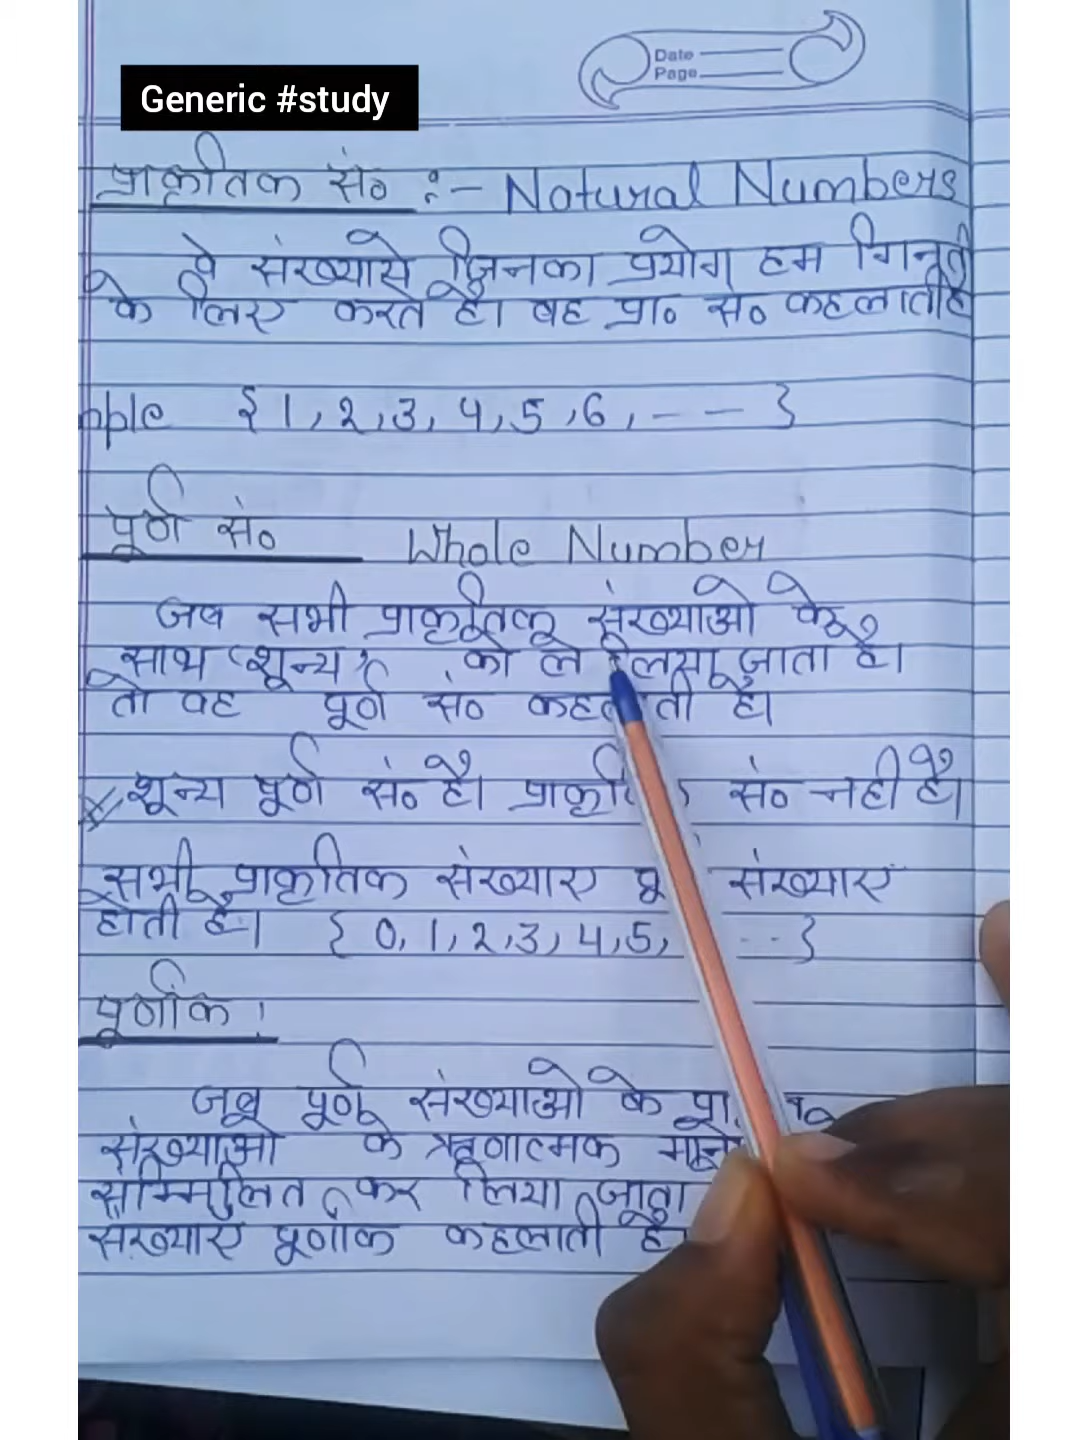 Date
Page
Generic #study
प्राकृतिक सं० :- Natural Numbers
वे संख्याये जिनका प्रयोग हम गिनती
के लिए करते है। वह प्रा० सं० कहलाती है
mple {1, 2, 3, 4, 5, 6, - - }
पूर्ण सं० Whole Number
जब सभी प्राकृतिक संख्याओ के
साथ 'शून्य' को ले लिया जाता है।
तो वह पूर्ण सं० कहलाती है।
शून्य पूर्ण सं० है। प्राकृतिक सं० नही है।
सभी प्राकृतिक संख्याए संख्याए
होती है। {0, 1, 2, 3, 4, 5, -- }
पूर्णांक।
जब पूर्ण संख्याओ के
संख्याओ के ऋणात्मक
सम्मिलित कर लिया जाता
संख्याए पूर्णांक कहलाती है